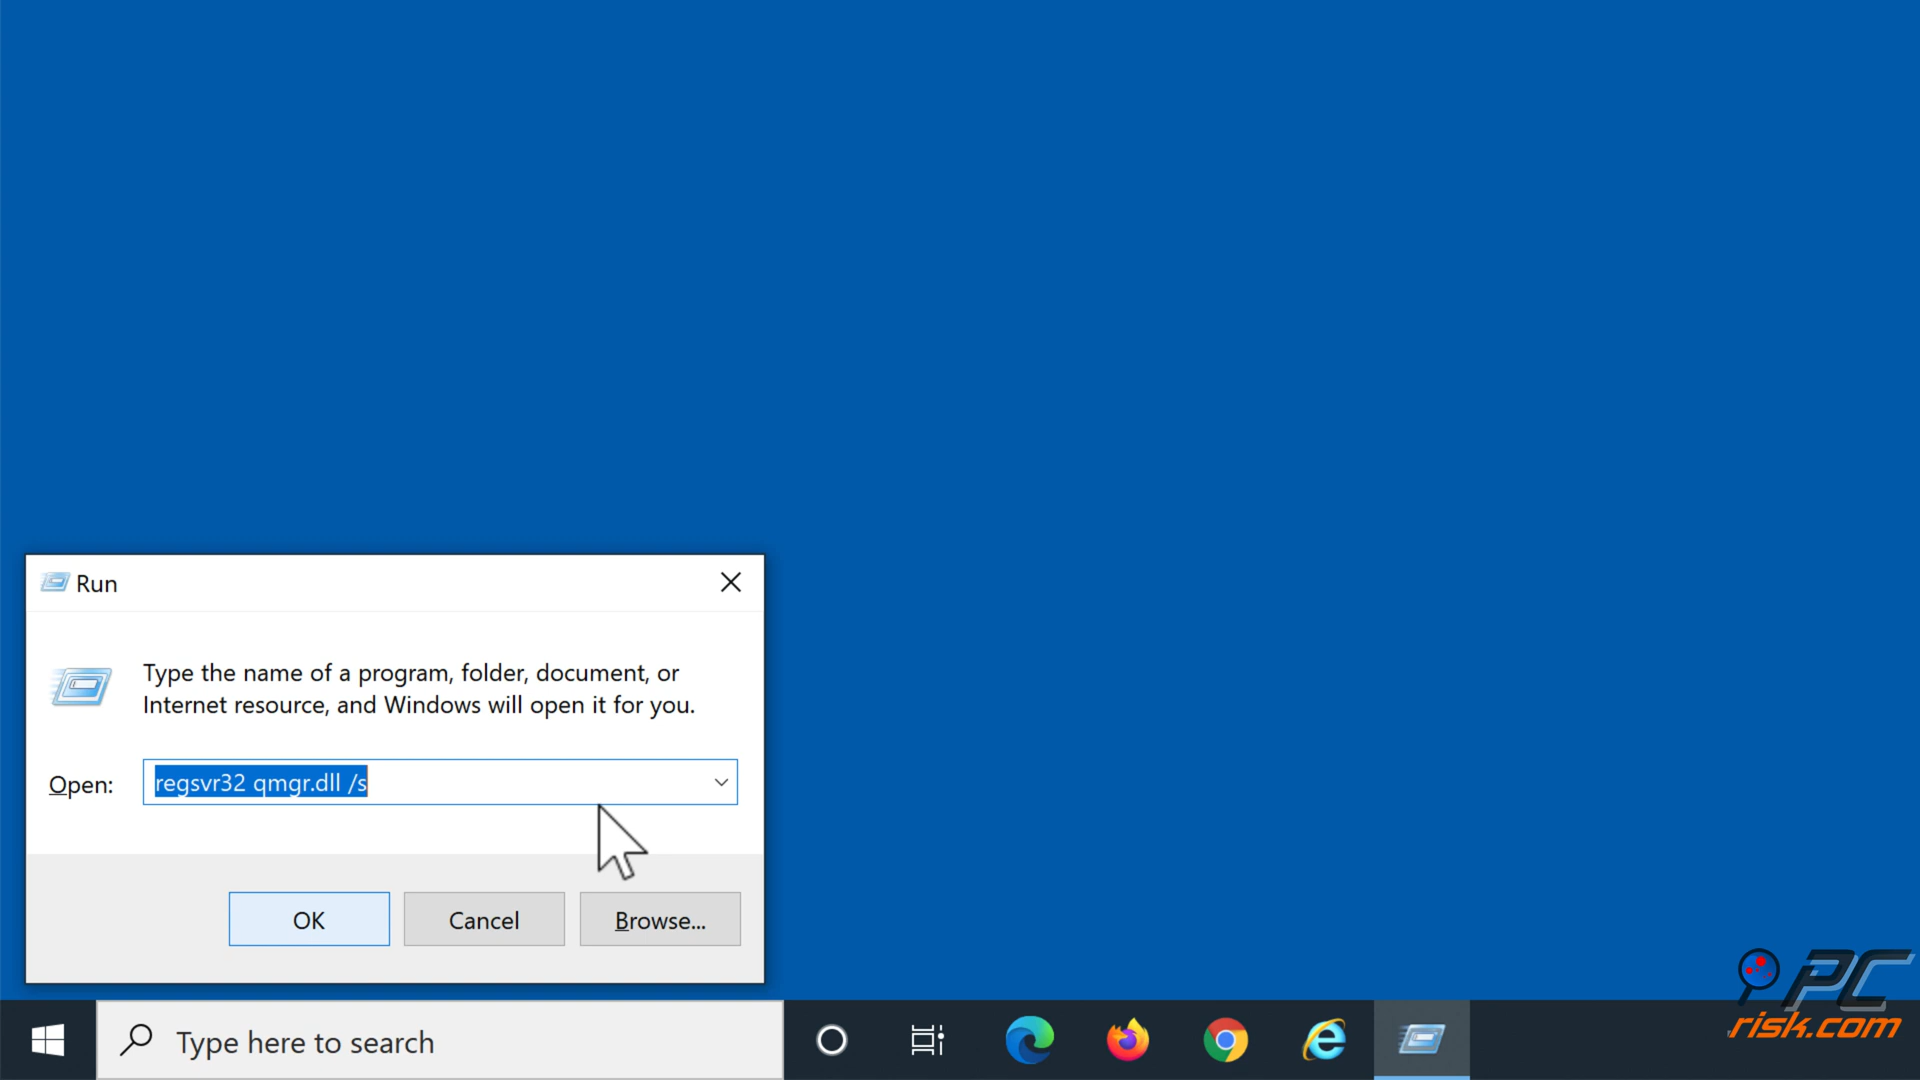 Run
Type the name of a program, folder, document, or
Internet resource, and Windows will open it for you.
Open:
regsvr32 qmgr.dll /s
OK
Cancel
Browse...
Type here to search
PC
risk.com